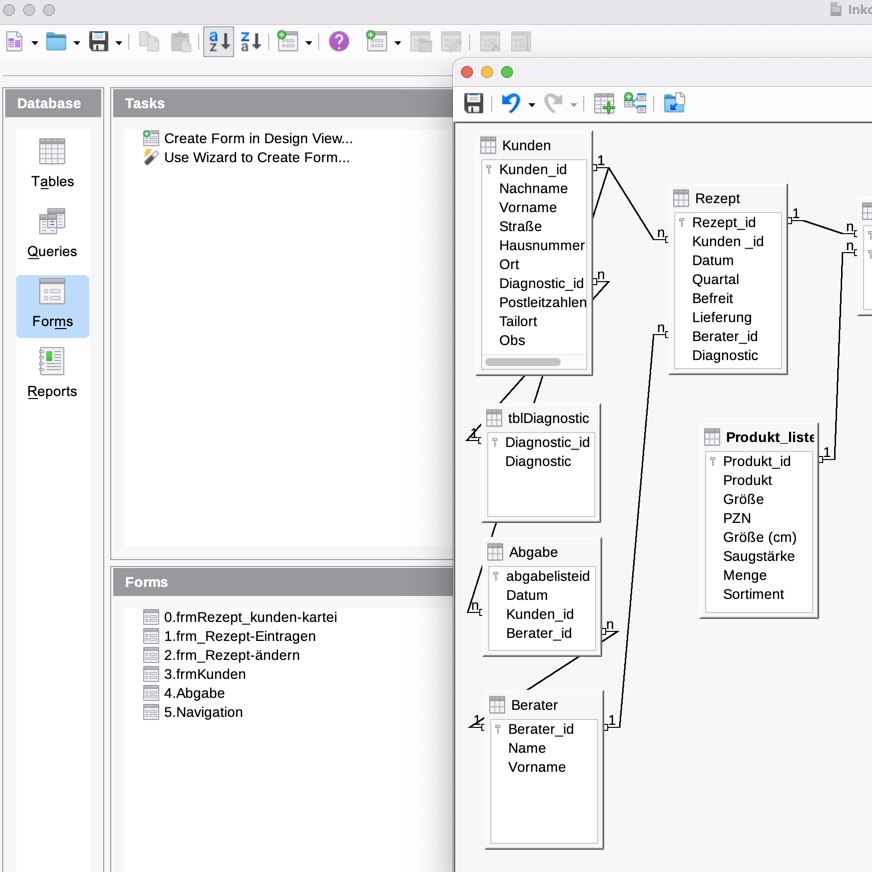 Inko
Database
Tables
Queries
Forms
Reports
Tasks
Create Form in Design View...
Use Wizard to Create Form...
Forms
0.frmRezept_kunden-kartei
1.frm_Rezept-Eintragen
2.frm_Rezept-ändern
3.frmKunden
4.Abgabe
5.Navigation
Kunden
Kunden_id
Nachname
Vorname
Straße
Hausnummer
Ort
Diagnostic_id
Postleitzahlen
Tailort
Obs
1
n
n
Rezept
Rezept_id
Kunden _id
Datum
Quartal
Befreit
Lieferung
Berater_id
Diagnostic
n
1
n
n
tblDiagnostic
Diagnostic_id
Diagnostic
1
Produkt_liste
Produkt_id
Produkt
Größe
PZN
Größe (cm)
Saugstärke
Menge
Sortiment
1
Abgabe
abgabelisteid
Datum
Kunden_id
Berater_id
n
n
Berater
Berater_id
Name
Vorname
1
1